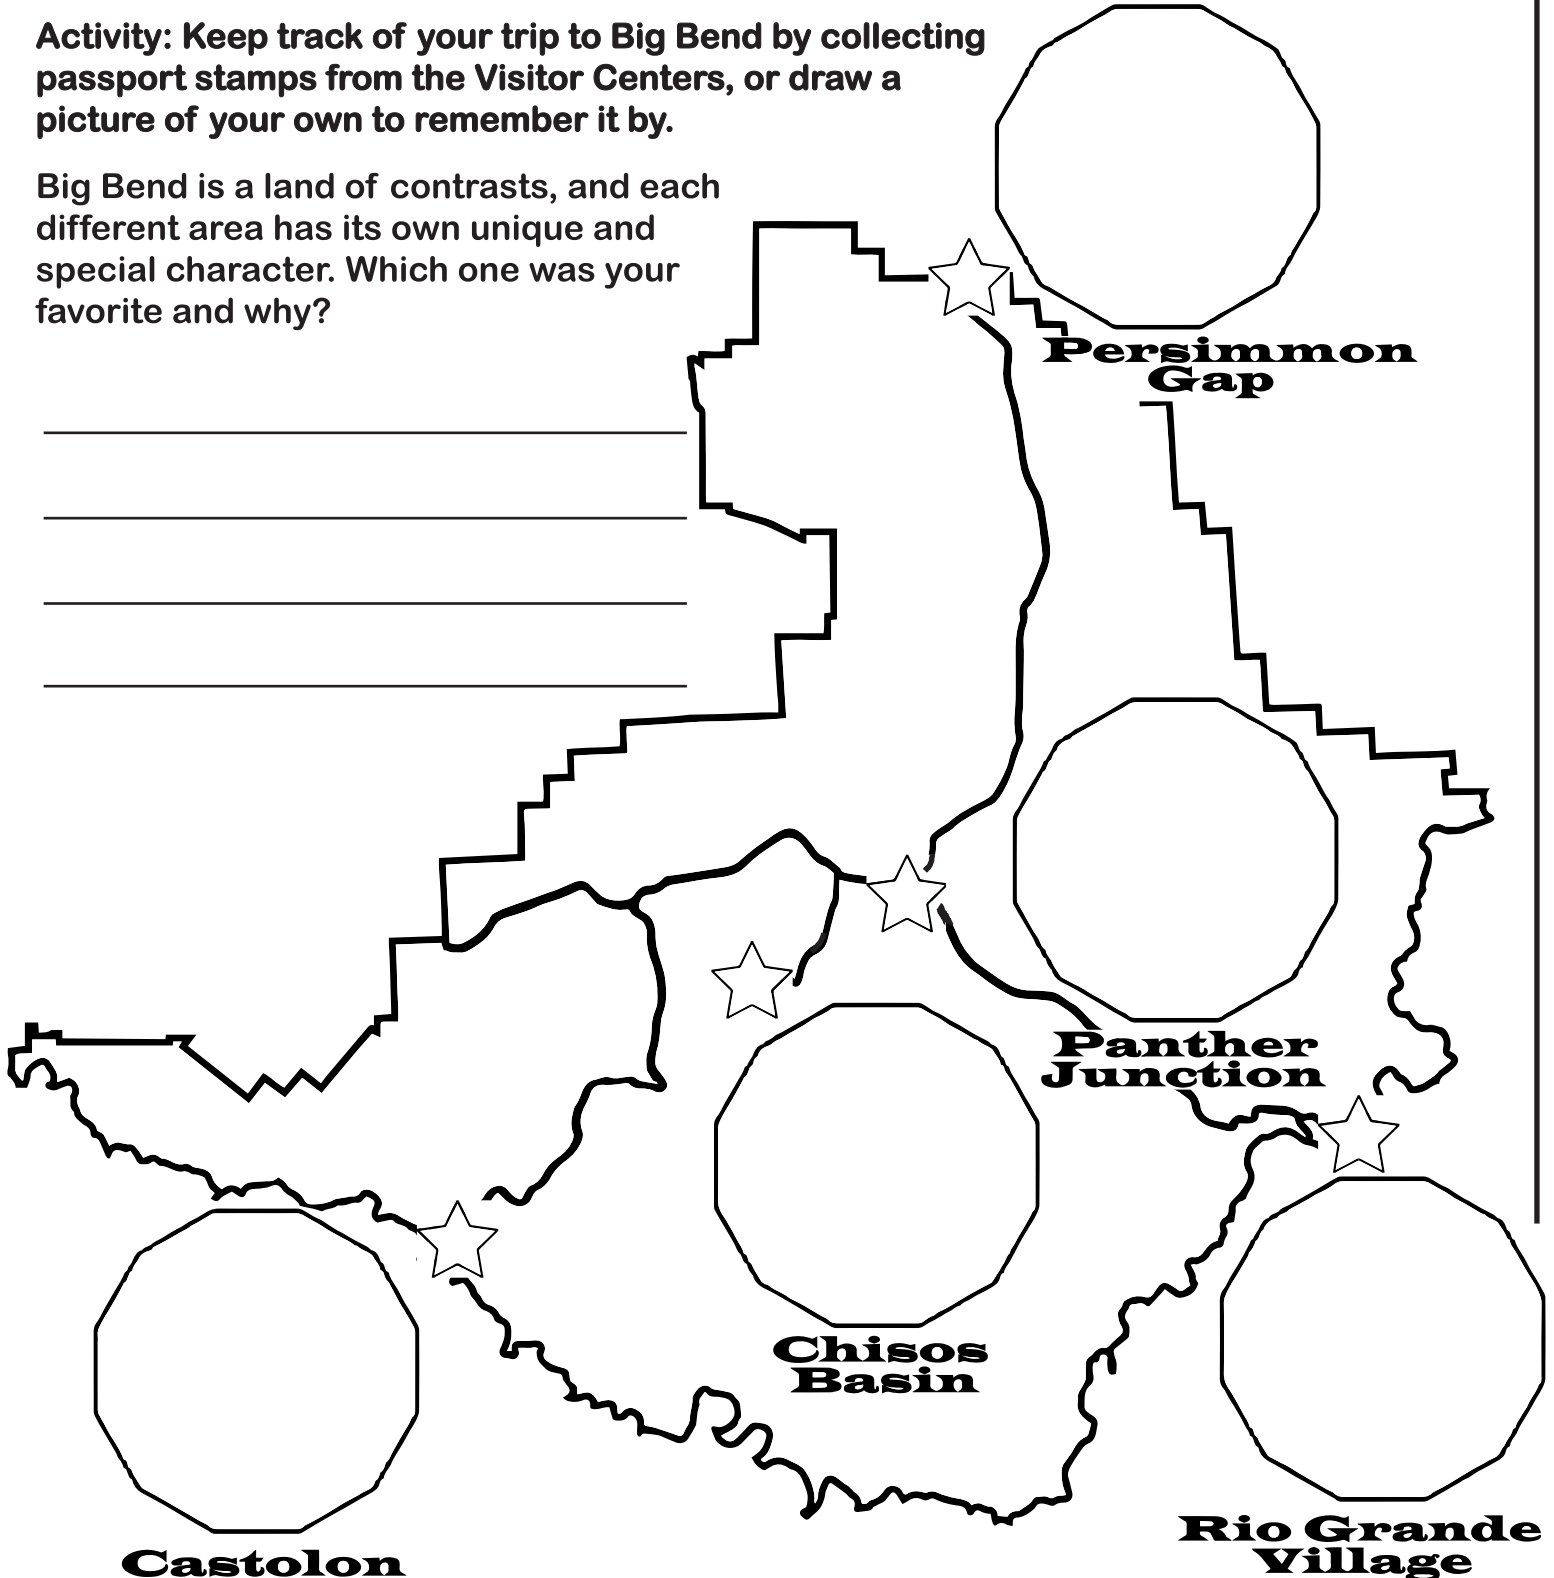 Activity: Keep track of your trip to Big Bend by collecting
passport stamps from the Visitor Centers, or draw a
picture of your own to remember it by.
Big Bend is a land of contrasts, and each
different area has its own unique and
special character. Which one was your
favorite and why?
Persimmon
Gap
Panther
Junction
Chisos
Basin
Rio Grande
Village
Castolon